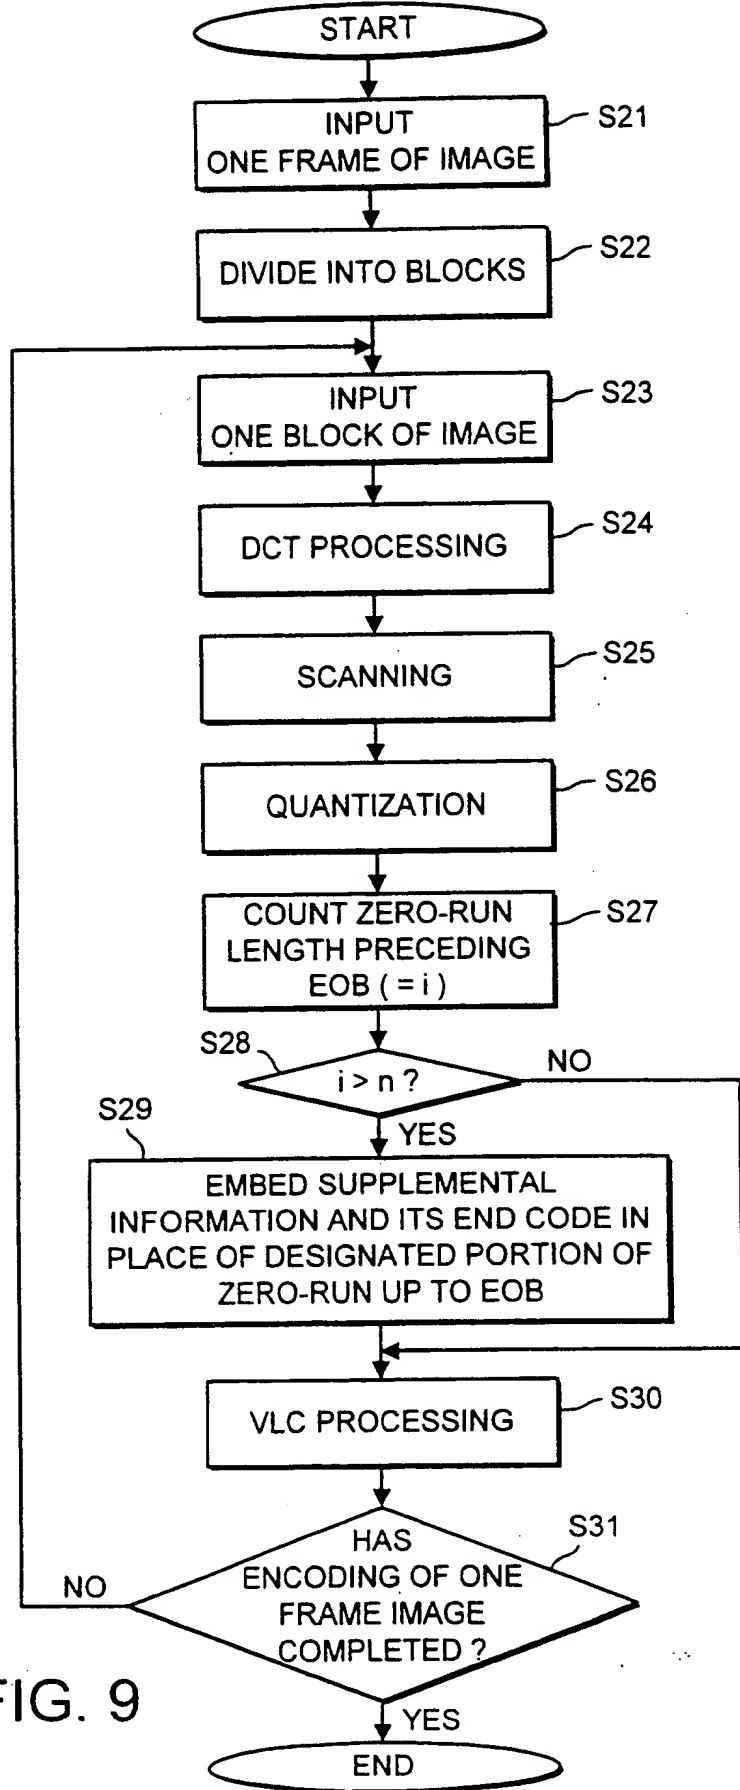 START
INPUT
ONE FRAME OF IMAGE
S21
DIVIDE INTO BLOCKS
S22
INPUT
ONE BLOCK OF IMAGE
S23
DCT PROCESSING
S24
SCANNING
S25
QUANTIZATION
S26
COUNT ZERO-RUN
LENGTH PRECEDING
EOB ( = i )
S27
S28
i > n ?
NO
S29
YES
EMBED SUPPLEMENTAL
INFORMATION AND ITS END CODE IN
PLACE OF DESIGNATED PORTION OF
ZERO-RUN UP TO EOB
VLC PROCESSING
S30
S31
HAS
ENCODING OF ONE
FRAME IMAGE
COMPLETED ?
NO
YES
FIG. 9
END